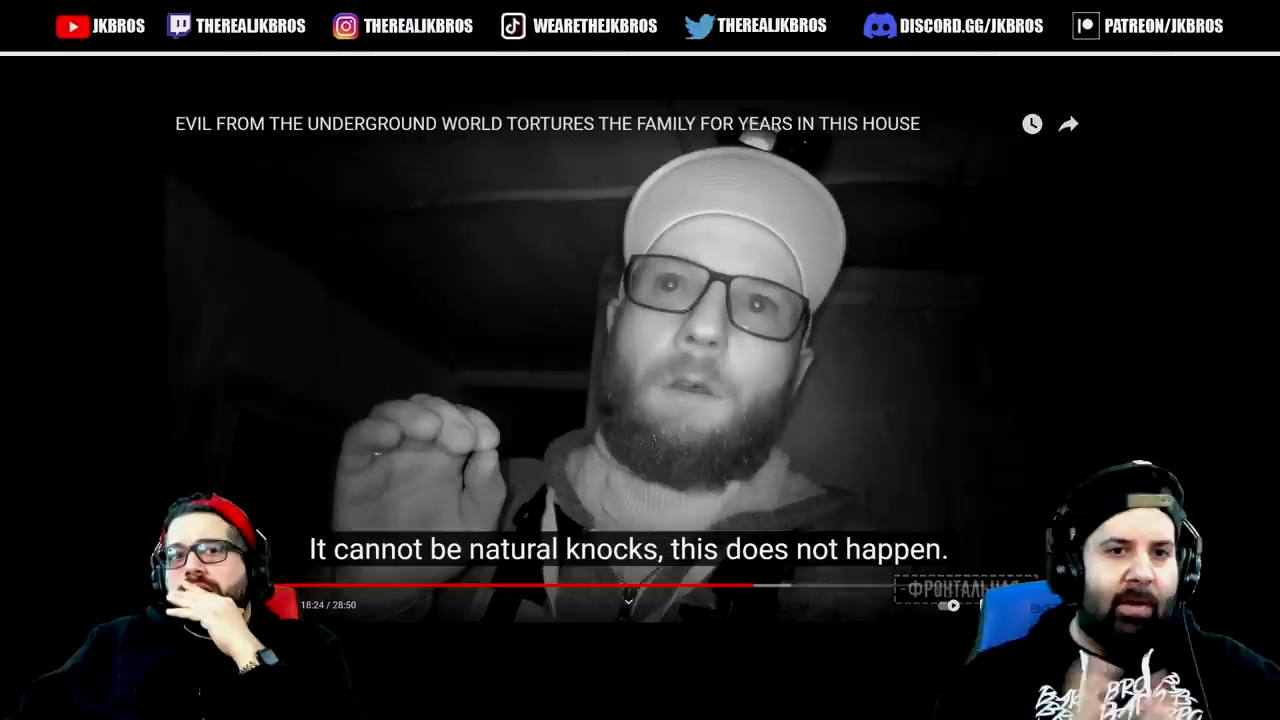 JKBROS
THEREALJKBROS
THEREALJKBROS
WEARETHEJKBROS
THEREALJKBROS
DISCORD.GG/JKBROS
PATREON/JKBROS
EVIL FROM THE UNDERGROUND WORLD TORTURES THE FAMILY FOR YEARS IN THIS HOUSE
It cannot be natural knocks, this does not happen.
18:24 / 28:50